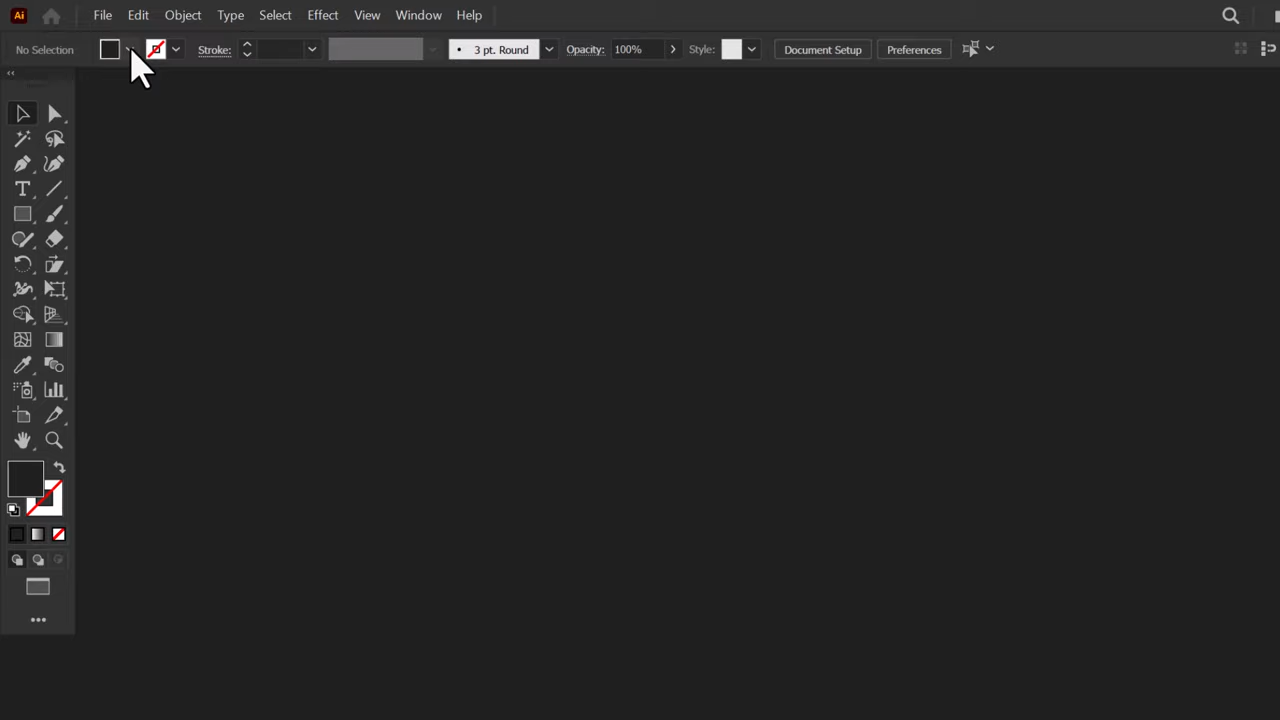 Ai File Edit Object Type Select Effect View Window Help
No Selection Stroke: 3 pt. Round Opacity: 100% Style: Document Setup Preferences